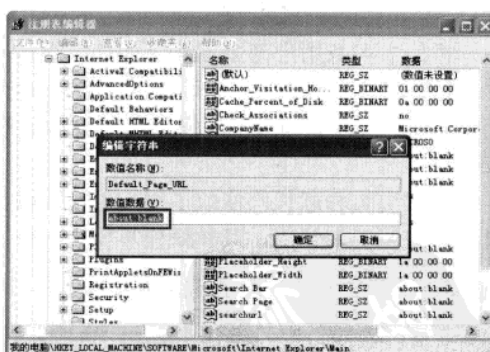 注册表编辑器
Internet Explorer
ActiveX Compatibili
AdvancedOptions
Application Compati
Default Behaviors
Default HTML Editor
Plugins
PrintAppletsOnFEWis
Registration
Security
Setup
Styles
名称 类型 数据
(默认) REG_SZ (数值未设置)
Anchor_Visitation_Ho... REG_BINARY 01 00 00 00
Cache_Percent_of_Disk REG_BINARY 0a 00 00 00
Check_Associations REG_SZ no
CompanyName REG_SZ Microsoft Corpor
编辑字符串
数值名称(N):
Default_Page_URL
数值数据(V):
about:blank
确定 取消
Placeholder_Height REG_BINARY 1a 00 00 00
Placeholder_Width REG_BINARY 1a 00 00 00
Search Bar REG_SZ about:blank
Search Page REG_SZ about:blank
searchurl REG_SZ about:blank
我的电脑\HKEY_LOCAL_MACHINE\SOFTWARE\Microsoft\Internet Explorer\Main